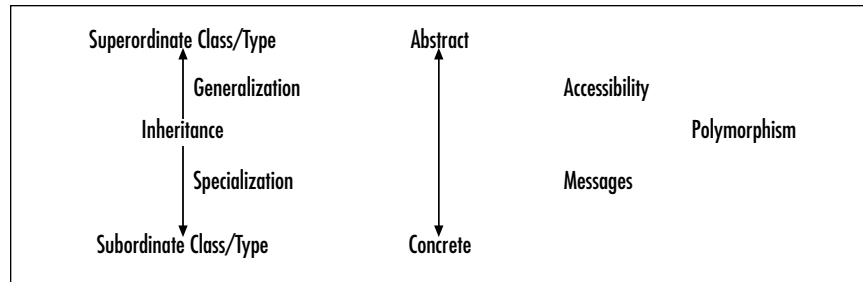 Superordinate Class/Type Abstract
Generalization Accessibility
Inheritance Polymorphism
Specialization Messages
Subordinate Class/Type Concrete